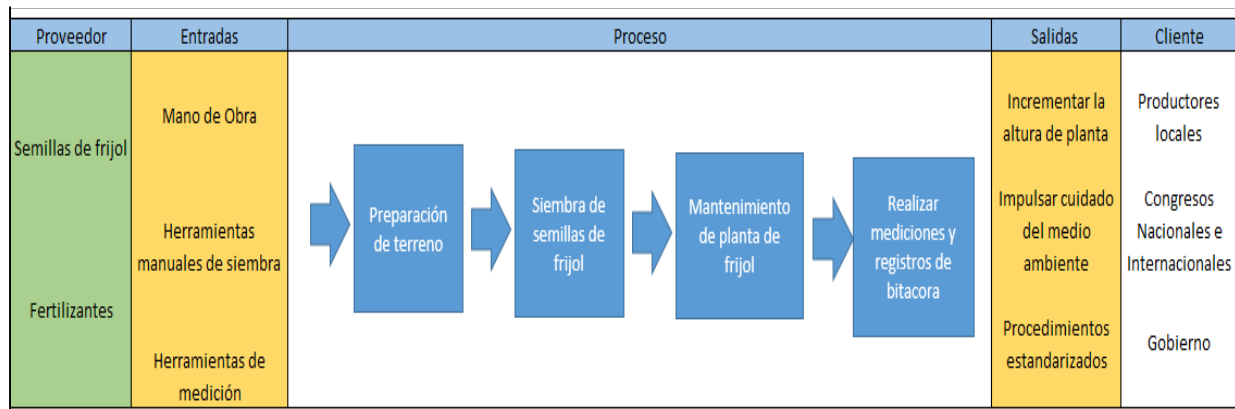 Proveedor
Entradas
Proceso
Salidas
Cliente
Semillas de frijol
Fertilizantes
Mano de Obra
Herramientas
manuales de siembra
Herramientas de
medición
Preparación
de terreno
Siembra de
semillas de
frijol
Mantenimiento
de planta de
frijol
Realizar
mediciones y
registros de
bitacora
Incrementar la
altura de planta
Impulsar cuidado
del medio
ambiente
Procedimientos
estandarizados
Productores
locales
Congresos
Nacionales e
Internacionales
Gobierno